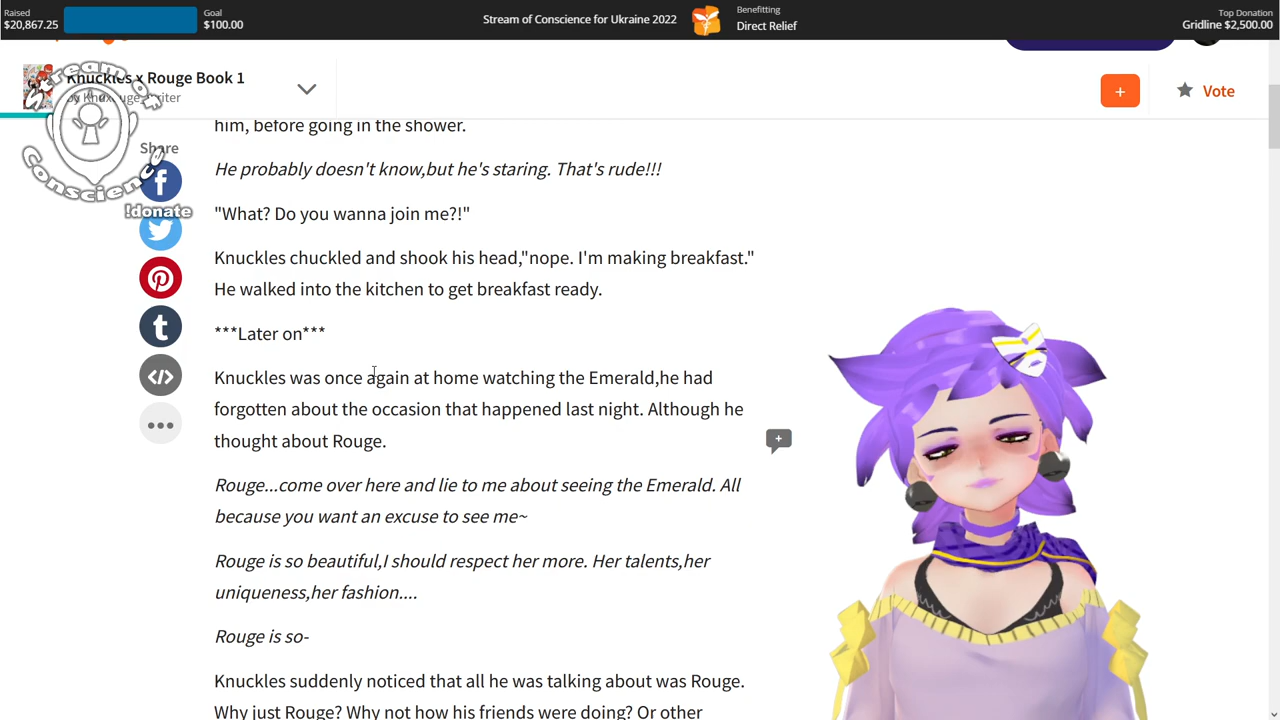 Raised
$20,867.25
Goal
$100.00
Stream of Conscience for Ukraine 2022
Benefitting
Direct Relief
Top Donation
Gridline $2,500.00
Knuckles x Rouge Book 1
Stream of
Conscience
!donate
+
Vote
Share
him, before going in the shower.
He probably doesn't know,but he's staring. That's rude!!!
"What? Do you wanna join me?!"
Knuckles chuckled and shook his head,"nope. I'm making breakfast."
He walked into the kitchen to get breakfast ready.
***Later on***
Knuckles was once again at home watching the Emerald,he had
forgotten about the occasion that happened last night. Although he
thought about Rouge.
Rouge...come over here and lie to me about seeing the Emerald. All
because you want an excuse to see me~
Rouge is so beautiful,I should respect her more. Her talents,her
uniqueness,her fashion....
Rouge is so-
Knuckles suddenly noticed that all he was talking about was Rouge.
Why just Rouge? Why not how his friends were doing? Or other